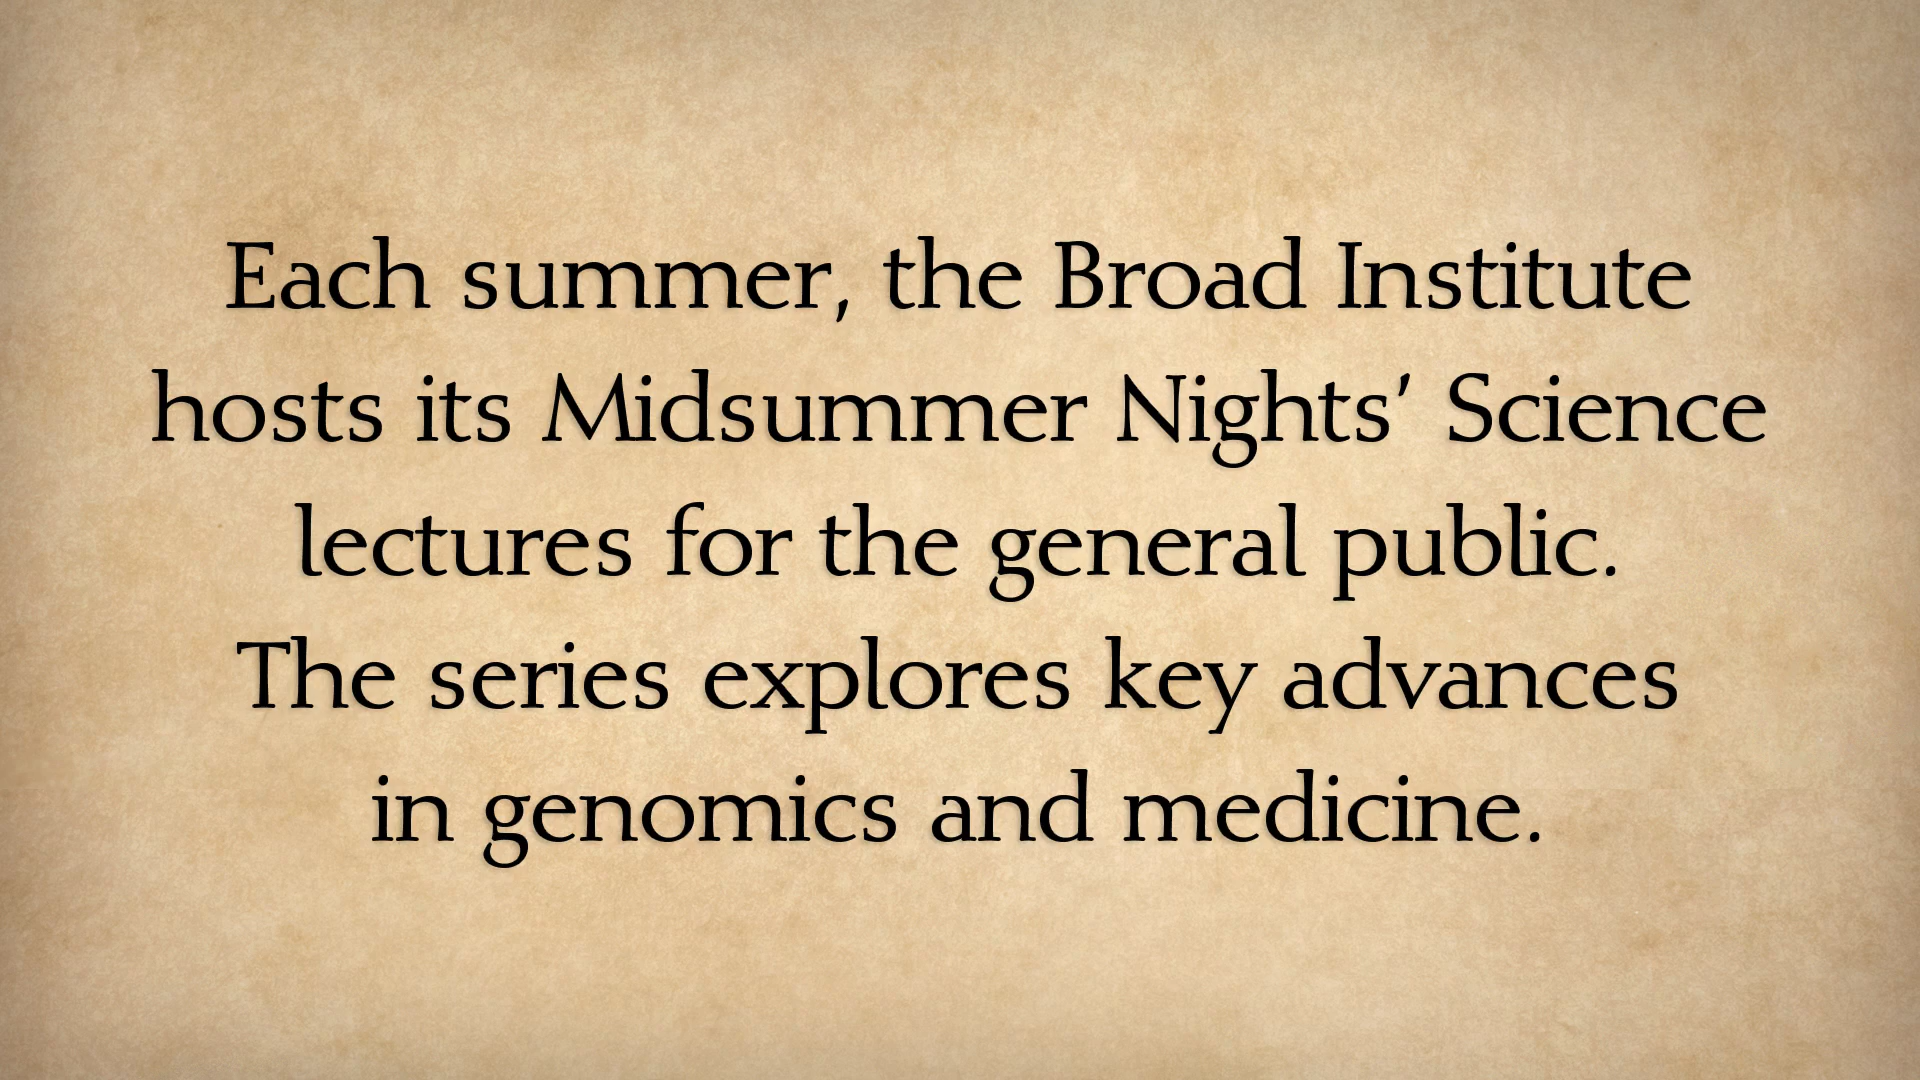 Each summer, the Broad Institute
hosts its Midsummer Nights’ Science
lectures for the general public.
The series explores key advances
in genomics and medicine.